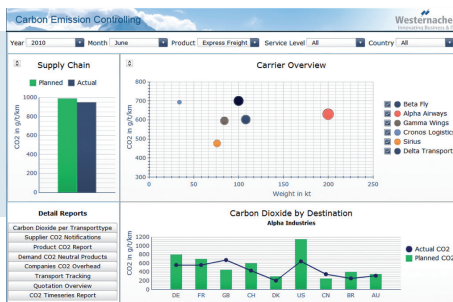 Carbon Emission Controlling
Westernache
Innovating Business & C
Year 2010 Month June Product Express Freight Service Level All Country All
Supply Chain
Planned Actual
CO2 in g/t/km
1000
800
600
400
200
0
Carrier Overview
CO2 in g/t/km
800
700
600
500
400
300
0 50 100 150 200 250
Weight in kt
Beta Fly
Alpha Airways
Gamma Wings
Cronos Logistic
Sirius
Delta Transport
Detail Reports
Carbon Dioxide per Transporttype
Supplier CO2 Notifications
Product CO2 Report
Demand CO2 Neutral Products
Companies CO2 Overhead
Transport Tracking
Quotation Overview
CO2 Timeseries Report
Carbon Dioxide by Destination
Alpha Industries
CO2 in g/t/km
1200
1000
800
600
400
200
0
DE FR GB CH DK US CN BR AU
Actual CO2
Planned CO2